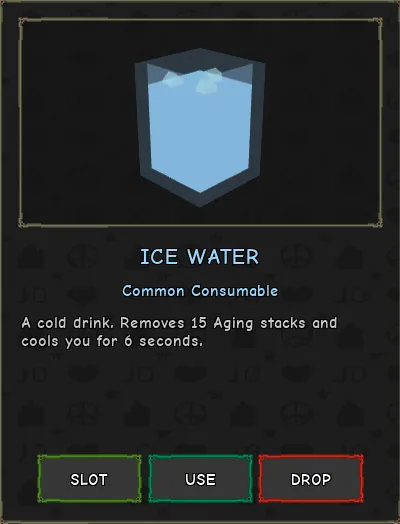 ICE WATER
Common Consumable
A cold drink. Removes 15 Aging stacks and
cools you for 6 seconds.
SLOT
USE
DROP